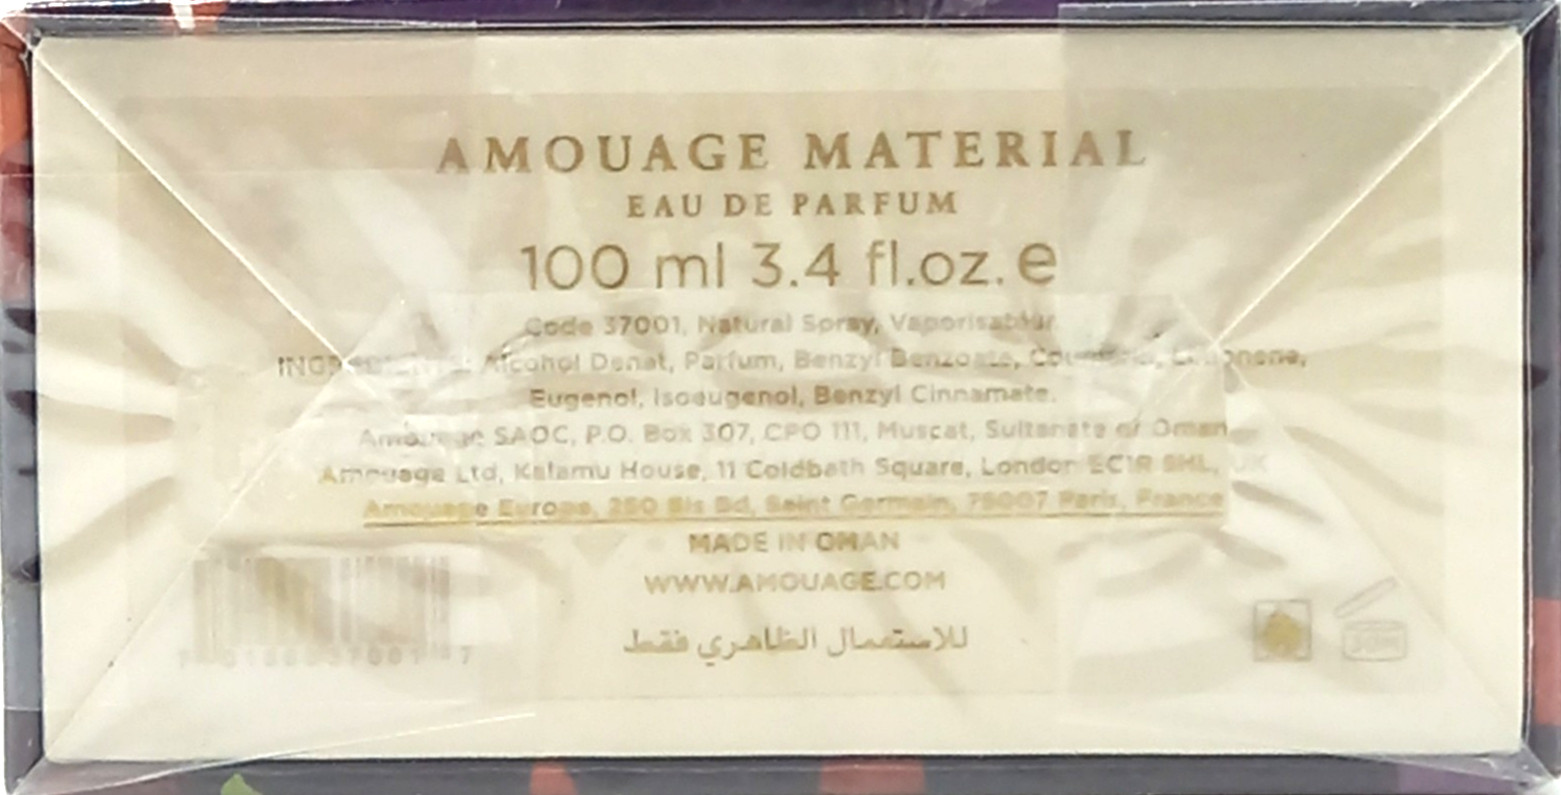 AMOUAGE MATERIAL
EAU DE PARFUM
100 ml 3.4 fl.oz. e
Code 37001, Natural Spray, Vaporisateur
INGREDIENTS: Alcohol Denat, Parfum, Benzyl Benzoate, Coumarin,
Eugenol, Isoeugenol, Benzyl Cinnamate.
Amouage SAOC, P.O. Box 307, CPO 111, Muscat, Sultanate of Oman
Amouage Ltd, Kalamu House, 11 Coldbath Square, London EC1R 5HL, UK
Amouage Europe, 250 Bis Bd, Saint Germain, 75007 Paris, France
MADE IN OMAN
WWW.AMOUAGE.COM
للاستعمال الظاهري فقط